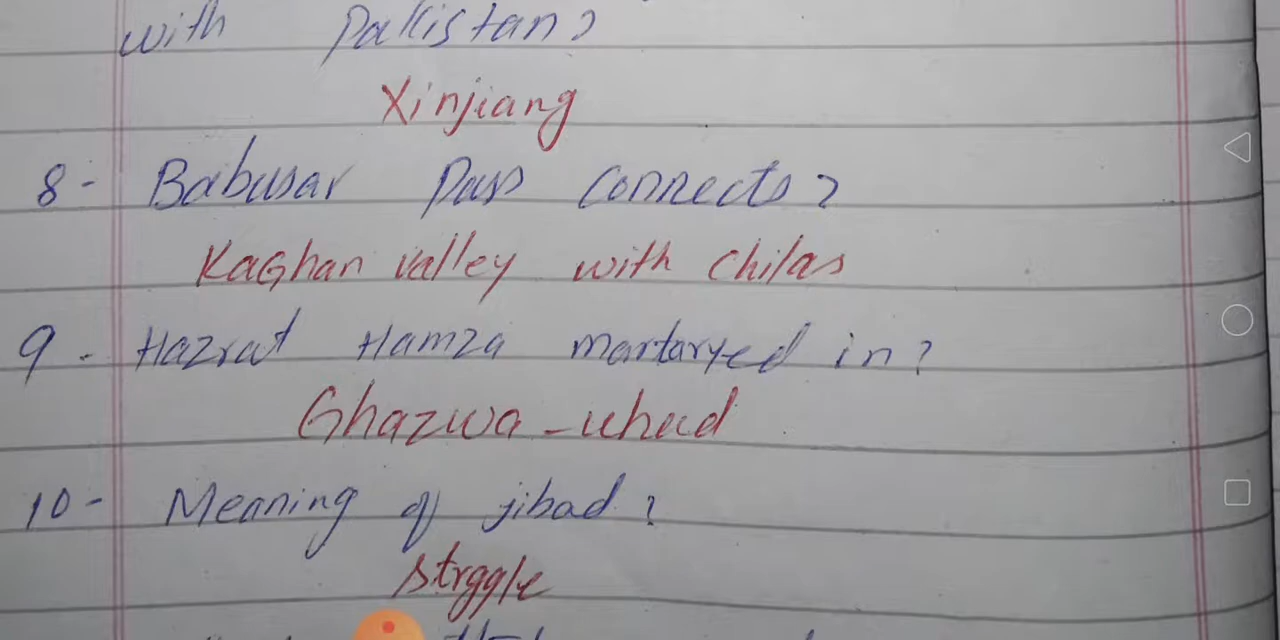 with Pakistan?
Xinjiang
8- Babusar Pass connects?
Kaghan valley with Chilas
9- Hazrat Hamza martaryed in?
Ghazwa-uhud
10- Meaning of jihad?
strggle